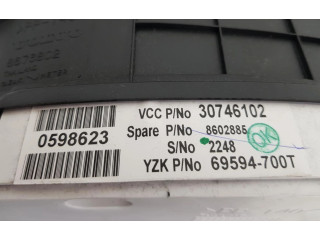 VCC P/No 30746102
0598623
Spare P/No 8602885
OK
S/No 2248
YZK P/No 69594-700T